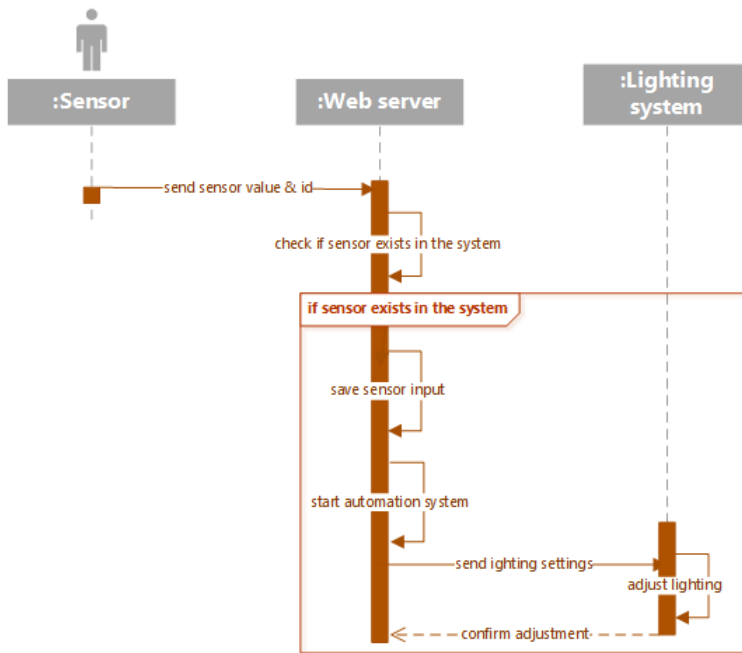 :Sensor
:Web server
:Lighting
system
send sensor value & id
check if sensor exists in the system
if sensor exists in the system
save sensor input
start automation system
send ighting settings
adjust lighting
confirm adjustment